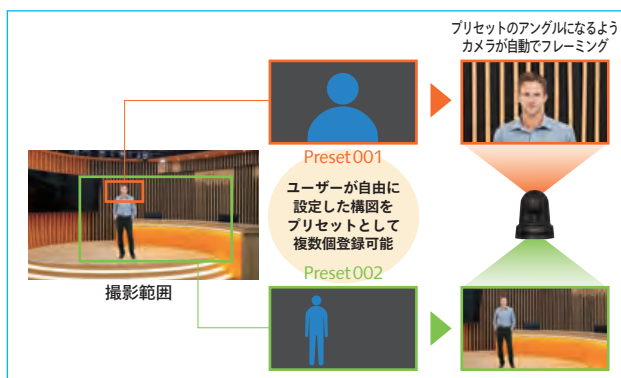 プリセットのアングルになるよう
カメラが自動でフレーミング
Preset001
ユーザーが自由に
設定した構図を
プリセットとして
複数個登録可能
撮影範囲
Preset002